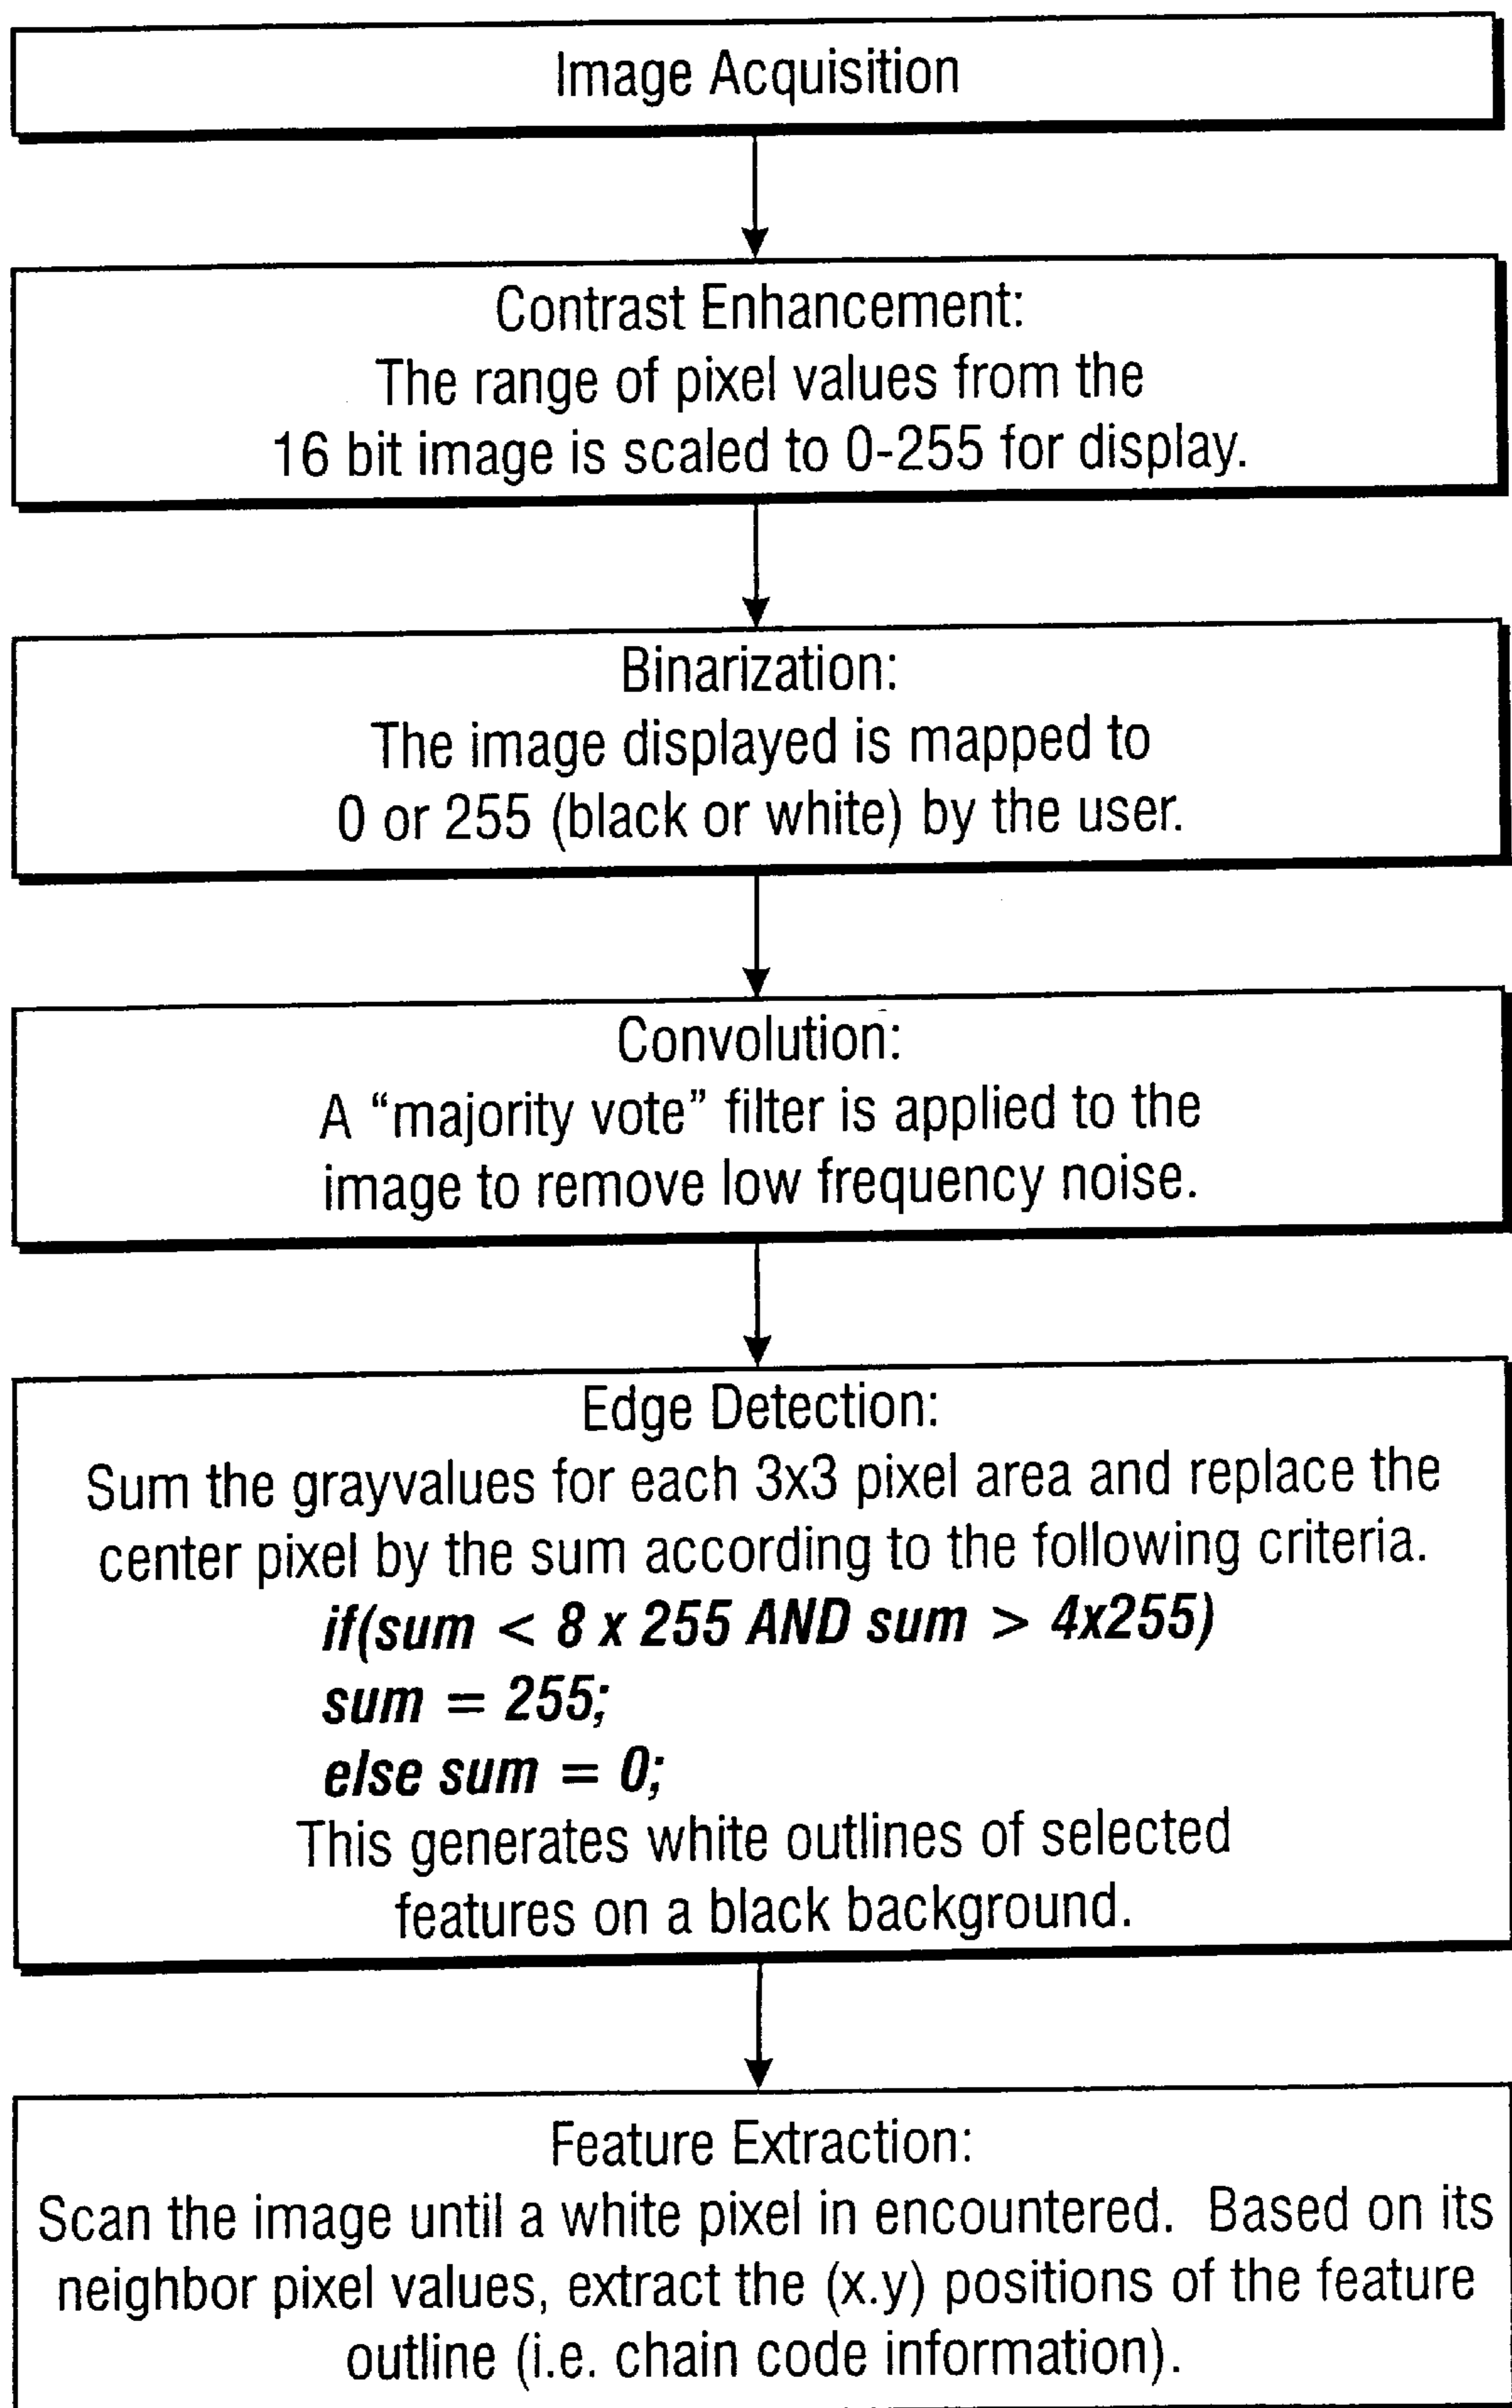 Image Acquisition
Contrast Enhancement:
The range of pixel values from the
16 bit image is scaled to 0-255 for display.
Binarization:
The image displayed is mapped to
0 or 255 (black or white) by the user.
Convolution:
A “majority vote” filter is applied to the
image to remove low frequency noise.
Edge Detection:
Sum the grayvalues for each 3x3 pixel area and replace the
center pixel by the sum according to the following criteria.
if(sum < 8 x 255 AND sum > 4x255)
sum = 255;
else sum = 0;
This generates white outlines of selected
features on a black background.
Feature Extraction:
Scan the image until a white pixel in encountered. Based on its
neighbor pixel values, extract the (x.y) positions of the feature
outline (i.e. chain code information).